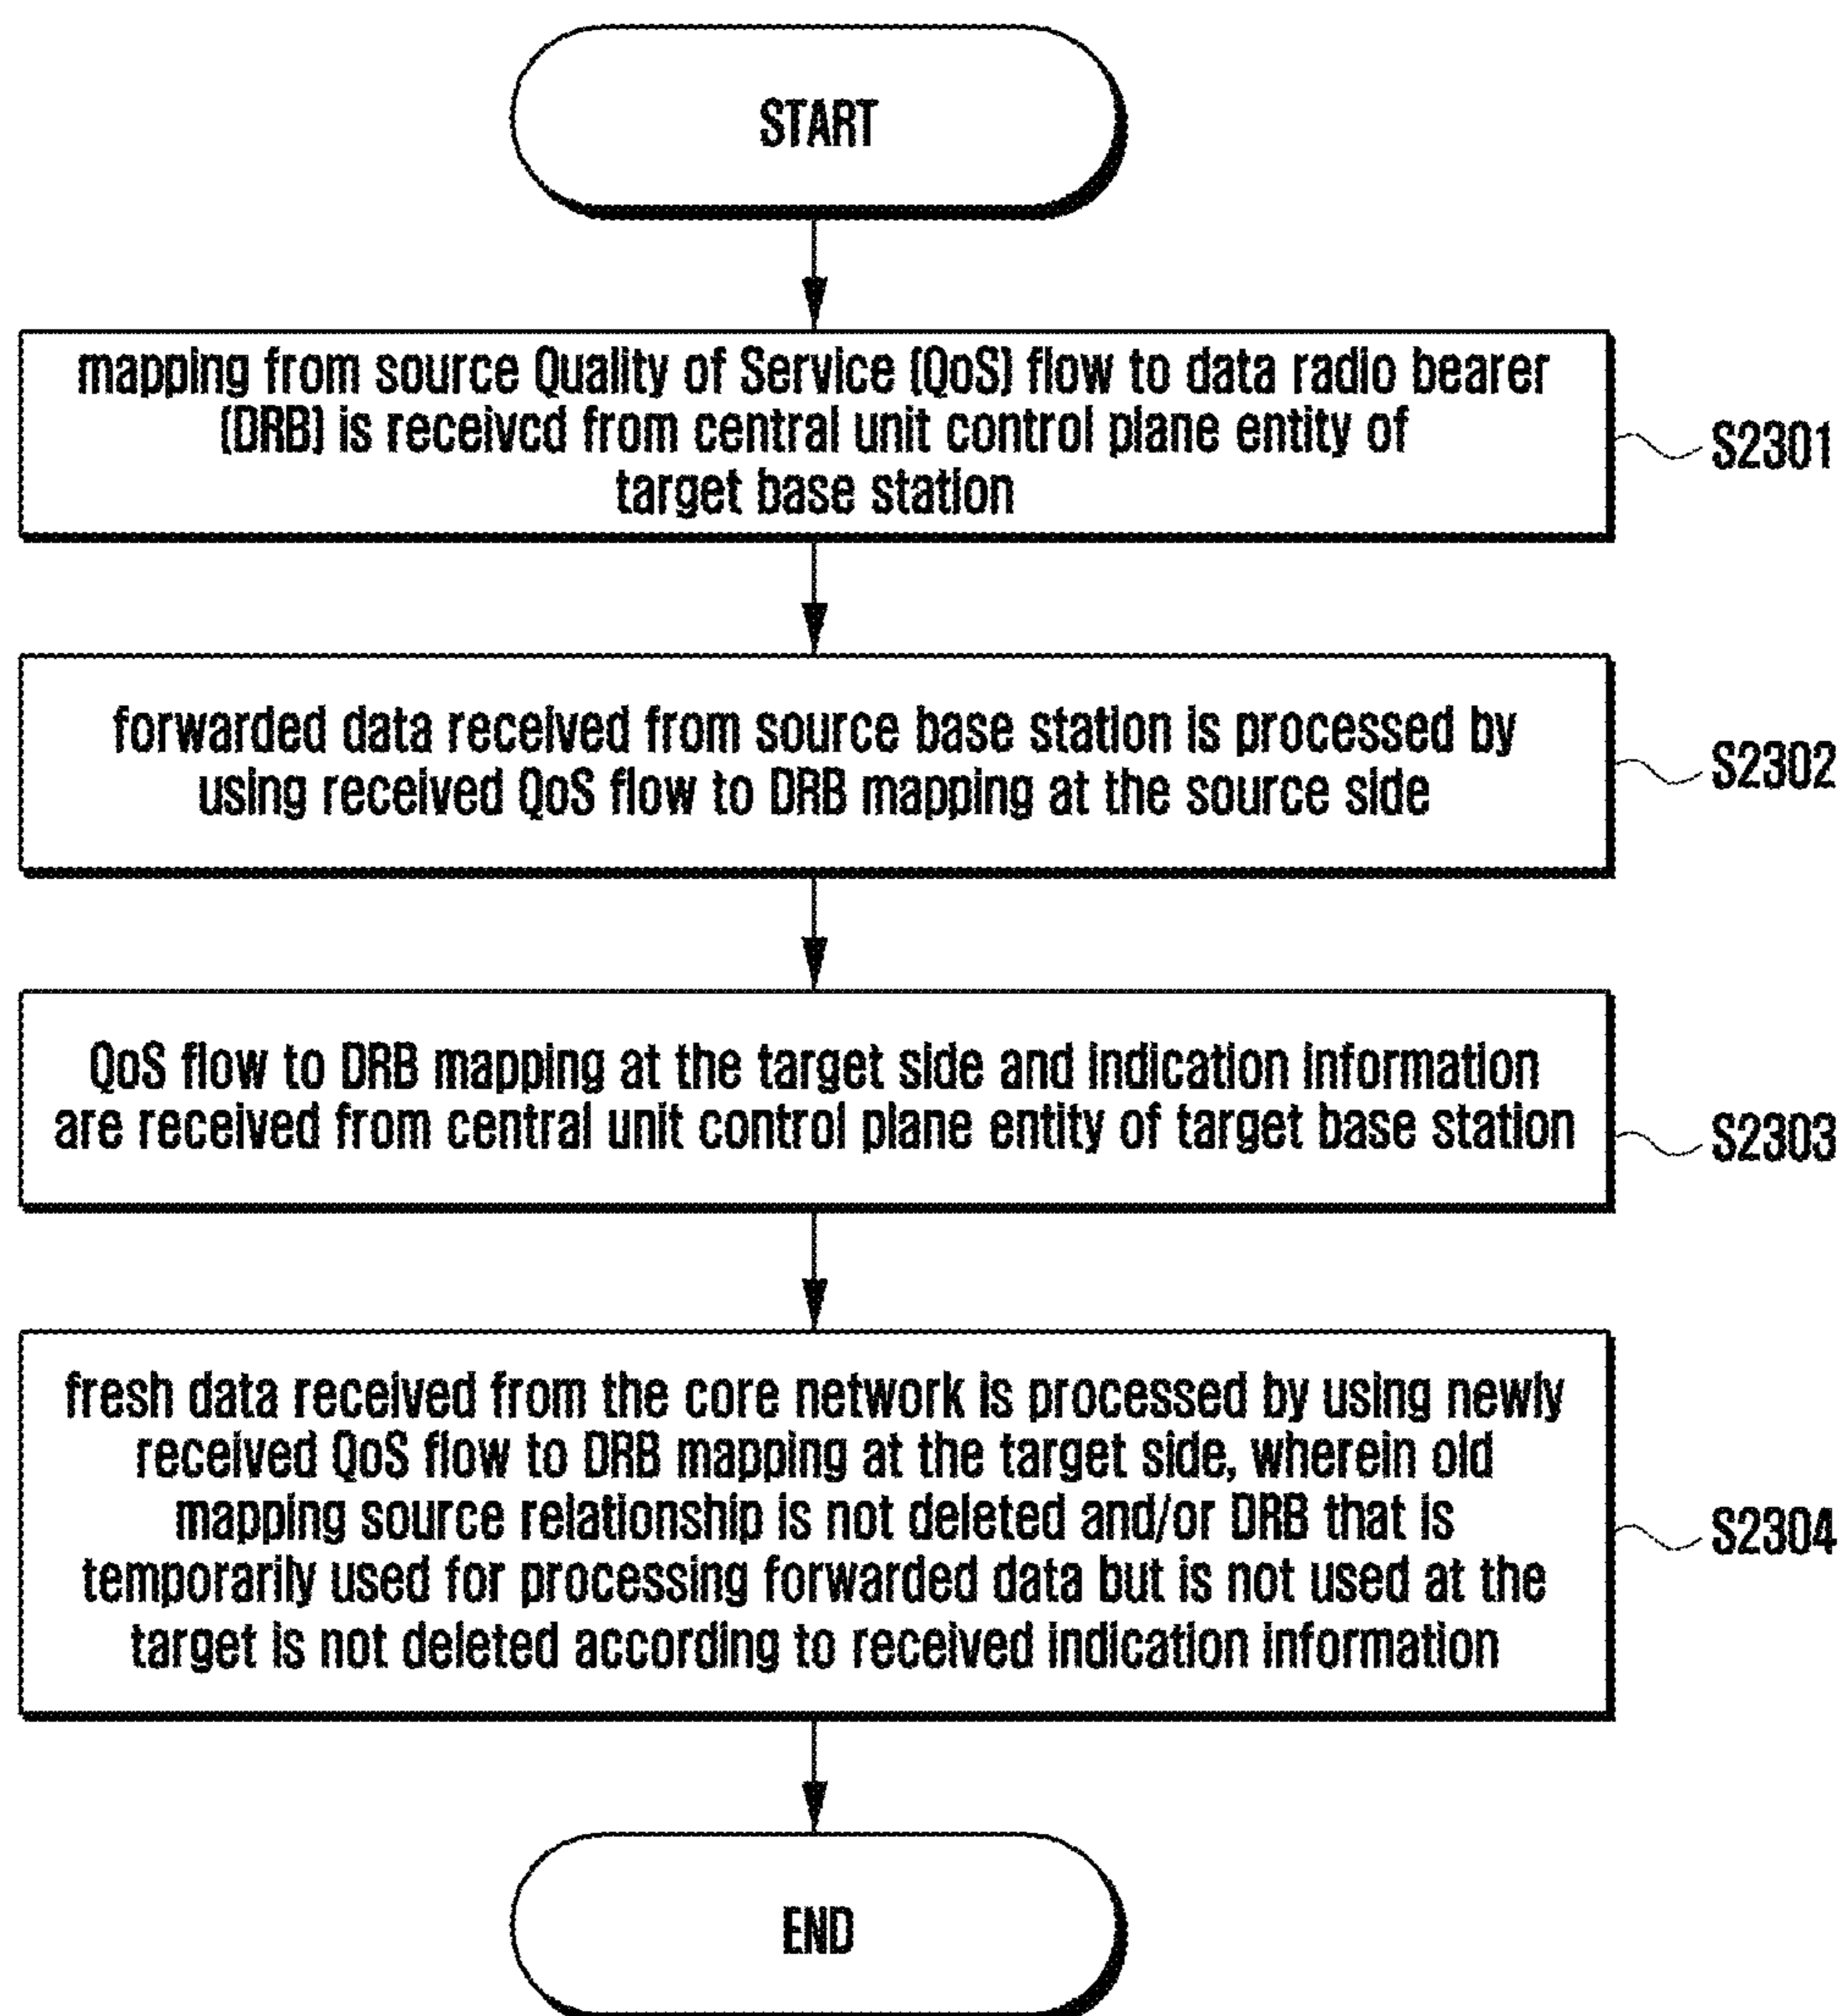 START
mapping from source Quality of Service (QoS) flow to data radio bearer
(DRB) is received from central unit control plane entity of
target base station
S2301
forwarded data received from source base station is processed by
using received QoS flow to DRB mapping at the source side
S2302
QoS flow to DRB mapping at the target side and indication information
are received from central unit control plane entity of target base station
S2303
fresh data received from the core network is processed by using newly
received QoS flow to DRB mapping at the target side, wherein old
mapping source relationship is not deleted and/or DRB that is
temporarily used for processing forwarded data but is not used at the
target is not deleted according to received indication information
S2304
END